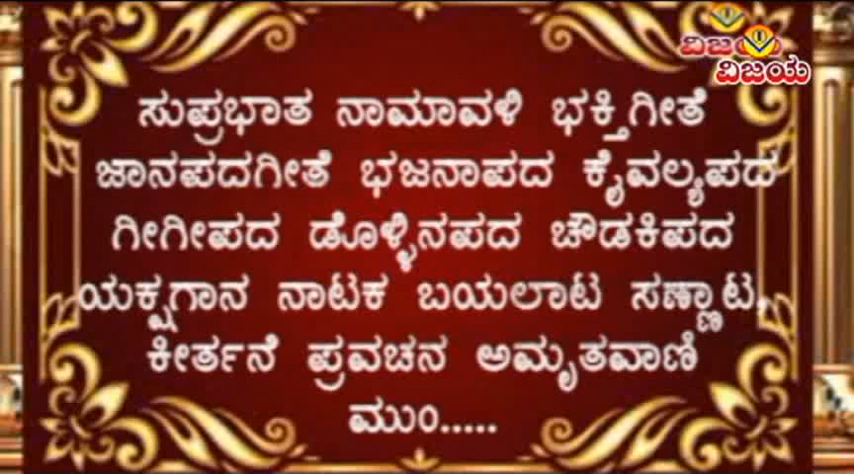 ವಿಜಯ
ವಿಜಯ
ಸುಪ್ರಭಾತ ನಾಮಾವಳಿ ಭಕ್ತಿಗೀತೆ
ಜಾನಪದಗೀತೆ ಭಜನಾಪದ ಕೈವಲ್ಯಪದ
ಗೀಗೀಪದ ಡೊಳ್ಳಿನಪದ ಚೌಡಕಿಪದ
ಯಕ್ಷಗಾನ ನಾಟಕ ಬಯಲಾಟ ಸಣ್ಣಾಟ,
ಕೀರ್ತನೆ ಪ್ರವಚನ ಅಮೃತವಾಣಿ
ಮುಂ.....